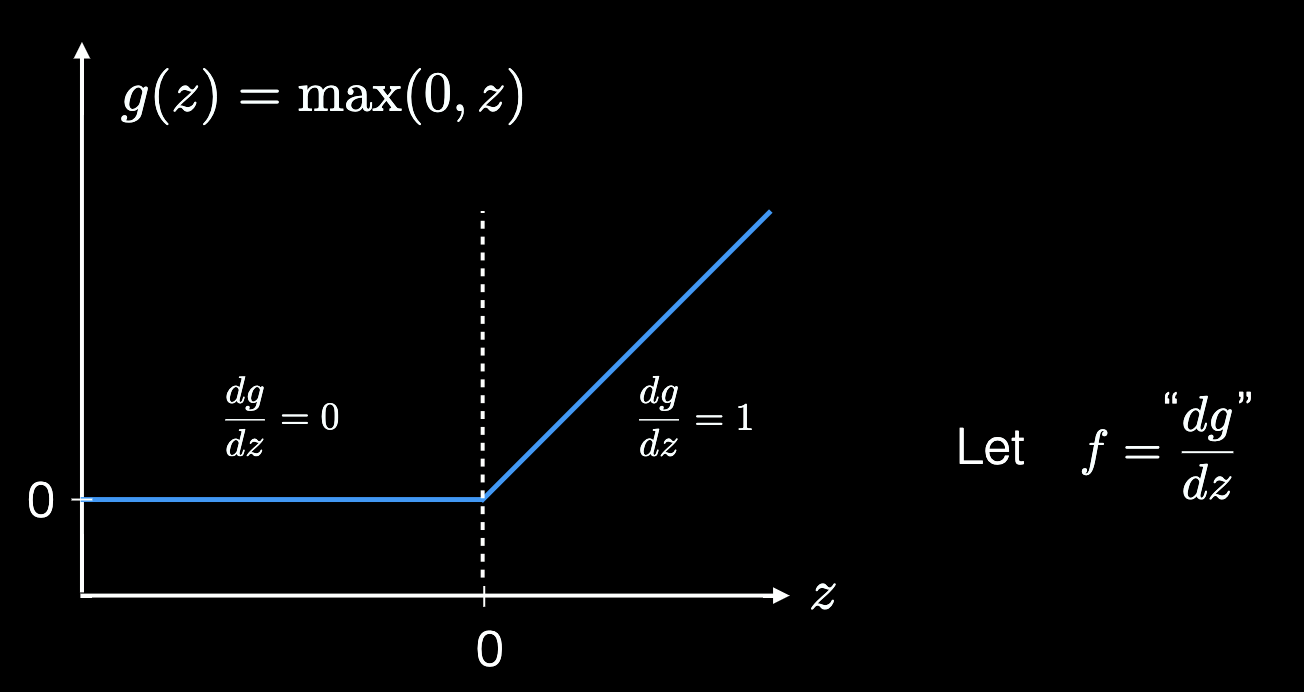 g(z) = max(0, z)
dg/dz = 0
dg/dz = 1
Let f = “dg”/dz
0
z
0